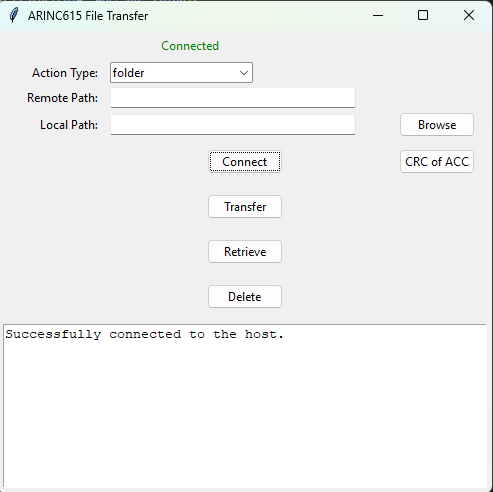 ARINC615 File Transfer
Connected
Action Type: folder
Remote Path:
Local Path: Browse
Connect CRC of ACC
Transfer
Retrieve
Delete
Successfully connected to the host.